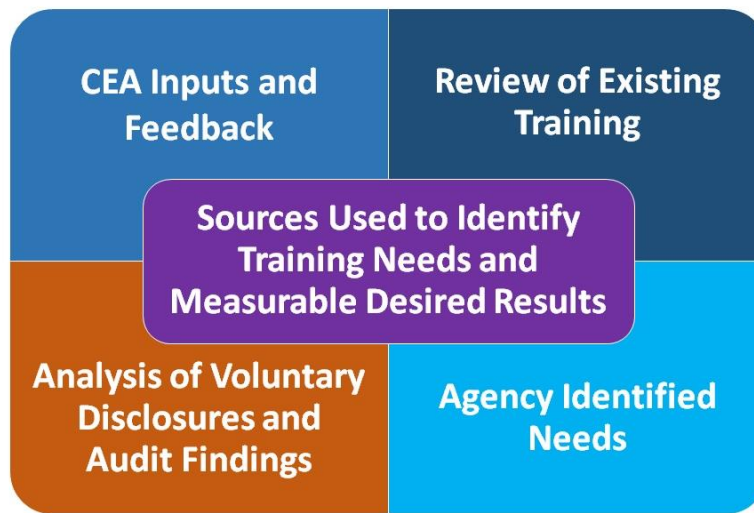 CEA Inputs and
Feedback
Review of Existing
Training
Sources Used to Identify
Training Needs and
Measurable Desired Results
Analysis of Voluntary
Disclosures and
Audit Findings
Agency Identified
Needs